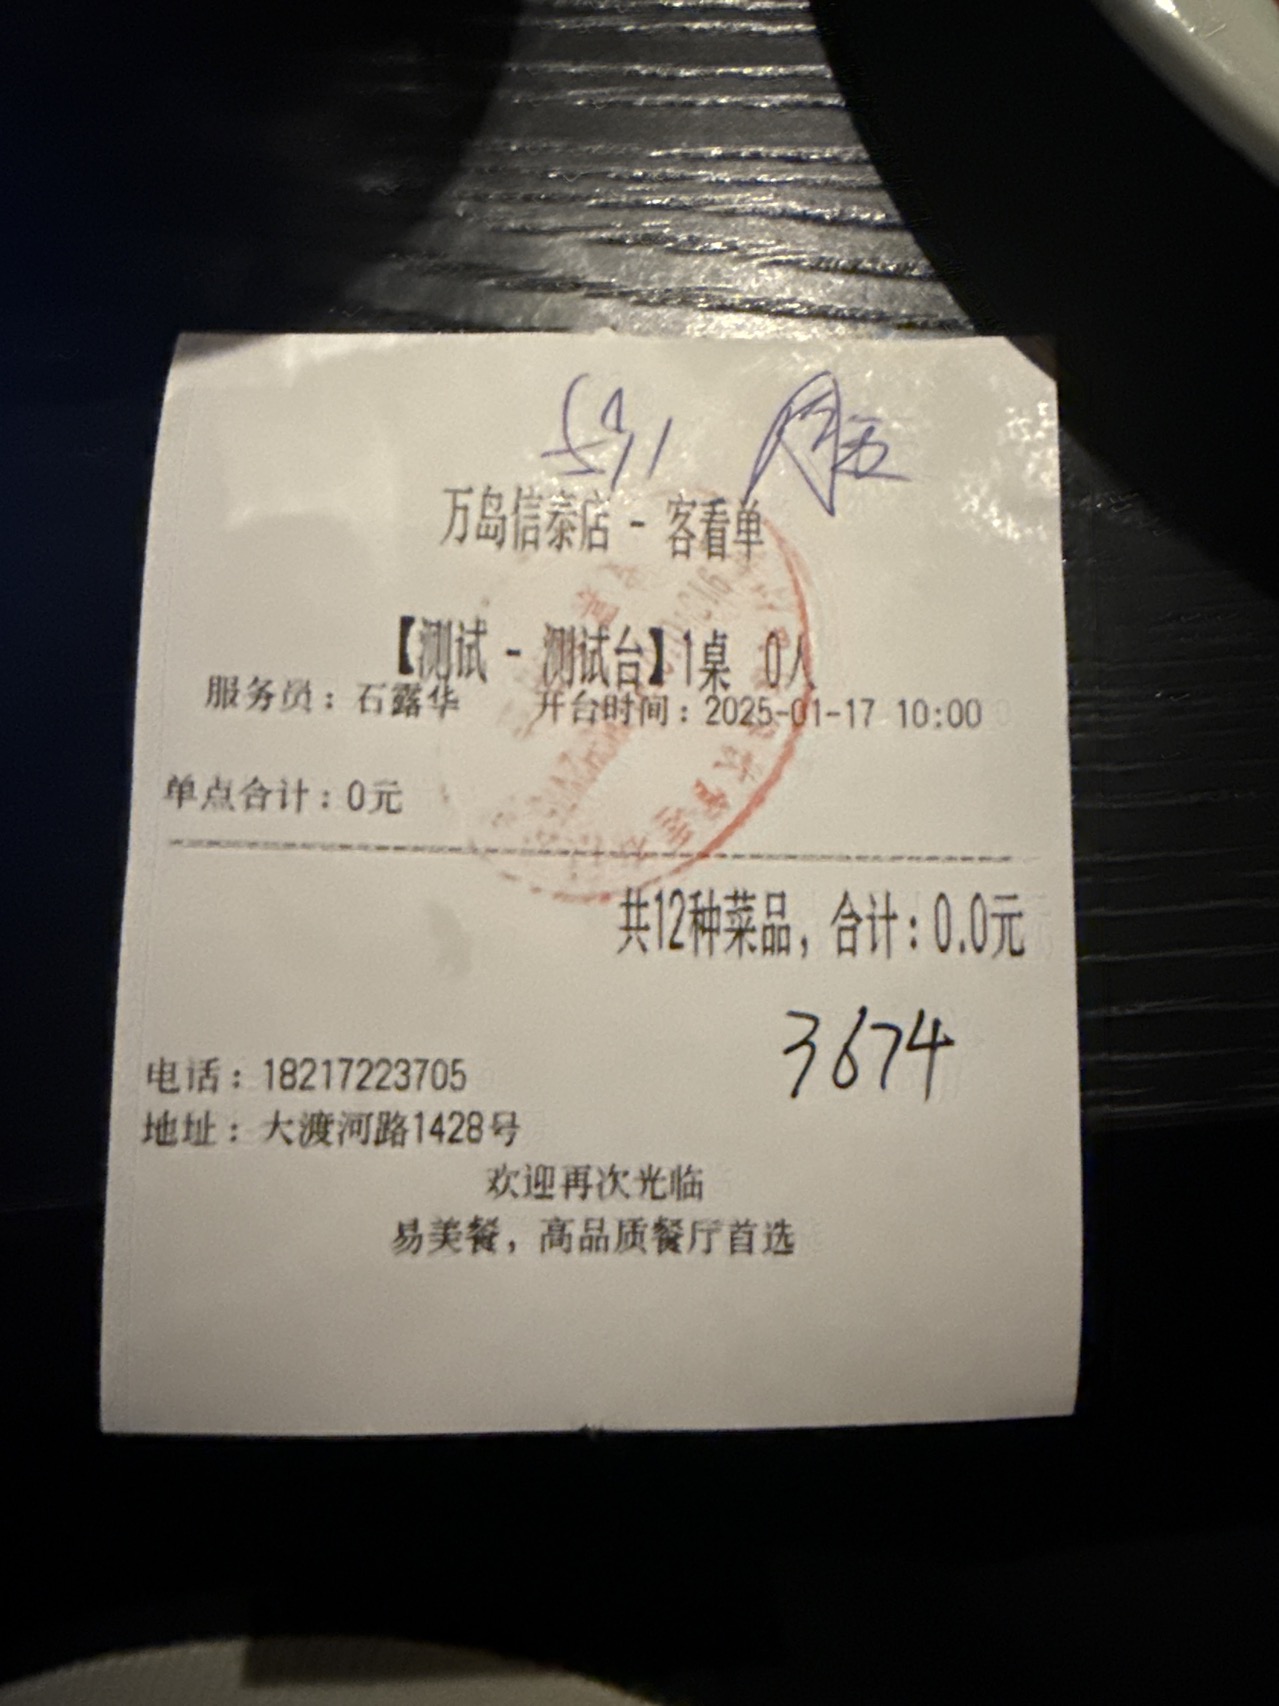 万岛信泰店 - 客看单
【测试 - 测试台】1桌 0人
服务员：石露华 开台时间：2025-01-17 10:00
单点合计：0元
共12种菜品，合计：0.0元
3674
电话：18217223705
地址：大渡河路1428号
欢迎再次光临
易美餐，高品质餐厅首选